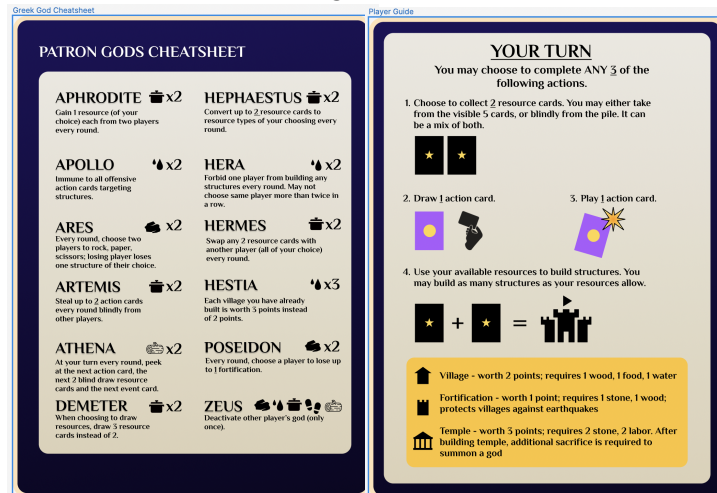 Greek God Cheatsheet
PATRON GODS CHEATSHEET
APHRODITE x2
Gain 1 resource (of your
choice) each from two players
every round.
HEPHAESTUS x2
Convert up to 2 resource cards to
resource types of your choosing every
round.
APOLLO x2
Immune to all offensive
action cards targeting
structures.
HERA x2
Forbid one player from building any
structures every round. May not
choose same player more than twice in
a row.
ARES x2
Every round, choose two
players to rock, paper,
scissors; losing player loses
one structure of their choice.
HERMES x2
Swap any 2 resource cards with
another player (all of your choice)
every round.
ARTEMIS x2
Steal up to 2 action cards
every round blindly from
other players.
HESTIA x3
Each village you have already
built is worth 3 points instead
of 2 points.
ATHENA x2
At your turn every round, peek
at the next action card, the
next 2 blind draw resource
cards and the next event card.
POSEIDON x2
Every round, choose a player to lose up
to 1 fortification.
DEMETER x2
When choosing to draw
resources, draw 3 resource
cards instead of 2.
ZEUS
Deactivate other player's god (only
once).
Player Guide
YOUR TURN
You may choose to complete ANY 3 of the
following actions.
1. Choose to collect 2 resource cards. You may either take
from the visible 5 cards, or blindly from the pile. It can
be a mix of both.
2. Draw 1 action card.
3. Play 1 action card.
4. Use your available resources to build structures. You
may build as many structures as your resources allow.
+ =
Village - worth 2 points; requires 1 wood, 1 food, 1 water
Fortification - worth 1 point; requires 1 stone, 1 wood;
protects villages against earthquakes
Temple - worth 3 points; requires 2 stone, 2 labor. After
building temple, additional sacrifice is required to
summon a god